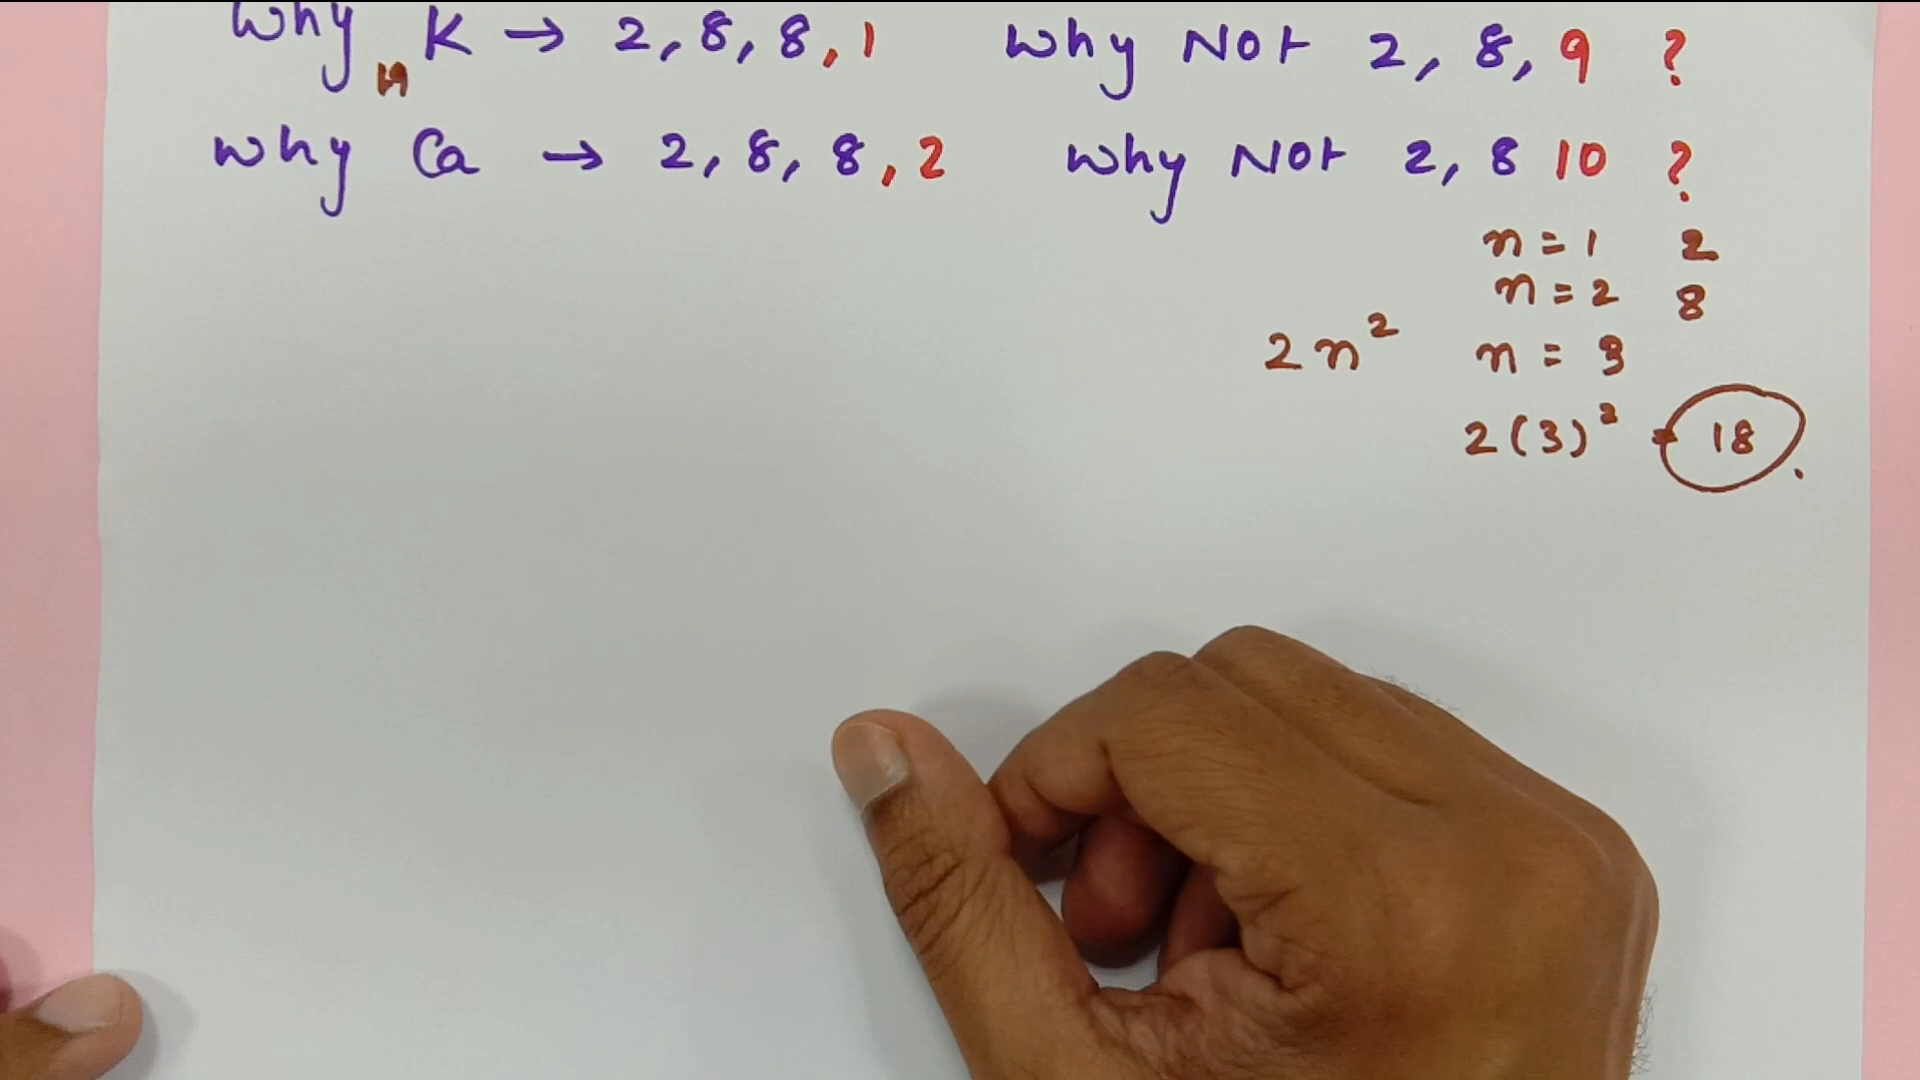 Why 19 K → 2, 8, 8, 1 Why Not 2, 8, 9 ?
Why Ca → 2, 8, 8, 2 Why Not 2, 8 10 ?
n = 1 2
n = 2 8
2n² n = 3
2(3)² = 18.